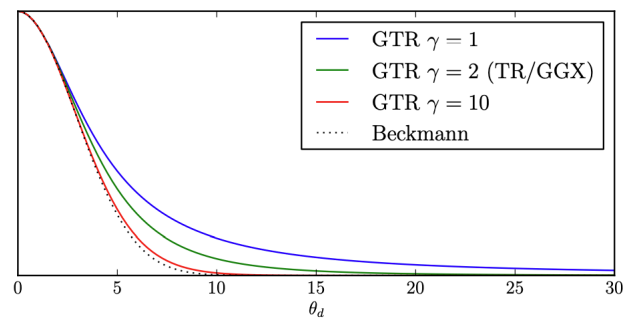 GTR γ = 1
GTR γ = 2 (TR/GGX)
GTR γ = 10
Beckmann
0 5 10 15 20 25 30
θd